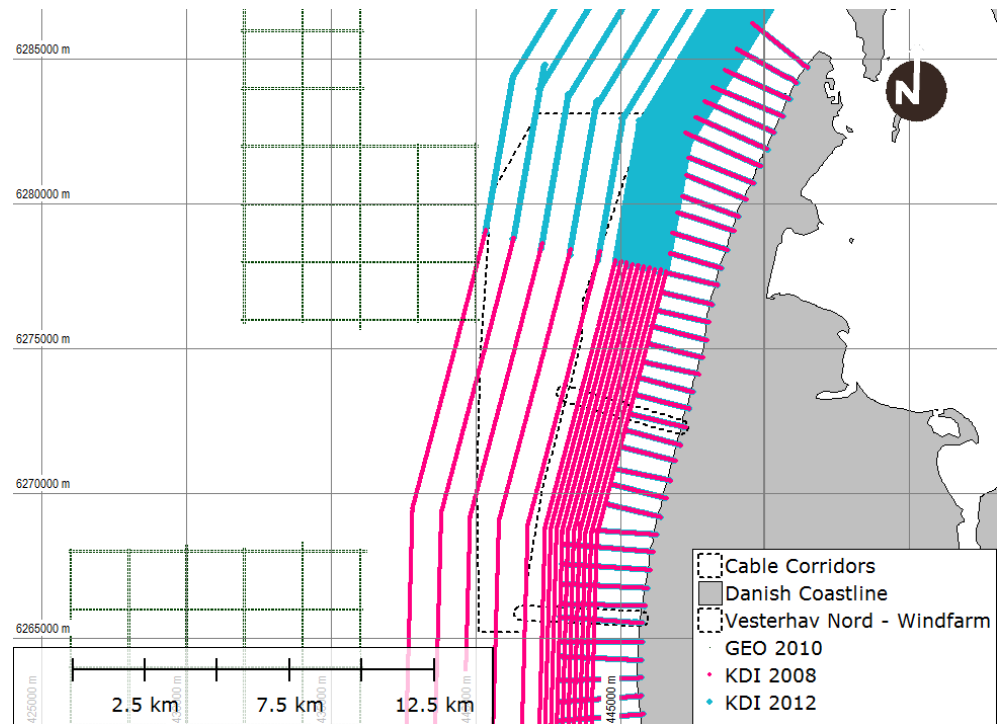 6285000 m
N
6280000 m
6275000 m
6270000 m
6265000 m
Cable Corridors
Danish Coastline
Vesterhav Nord - Windfarm
GEO 2010
KDI 2008
KDI 2012
2.5 km
7.5 km
12.5 km
425000 m
445000 m